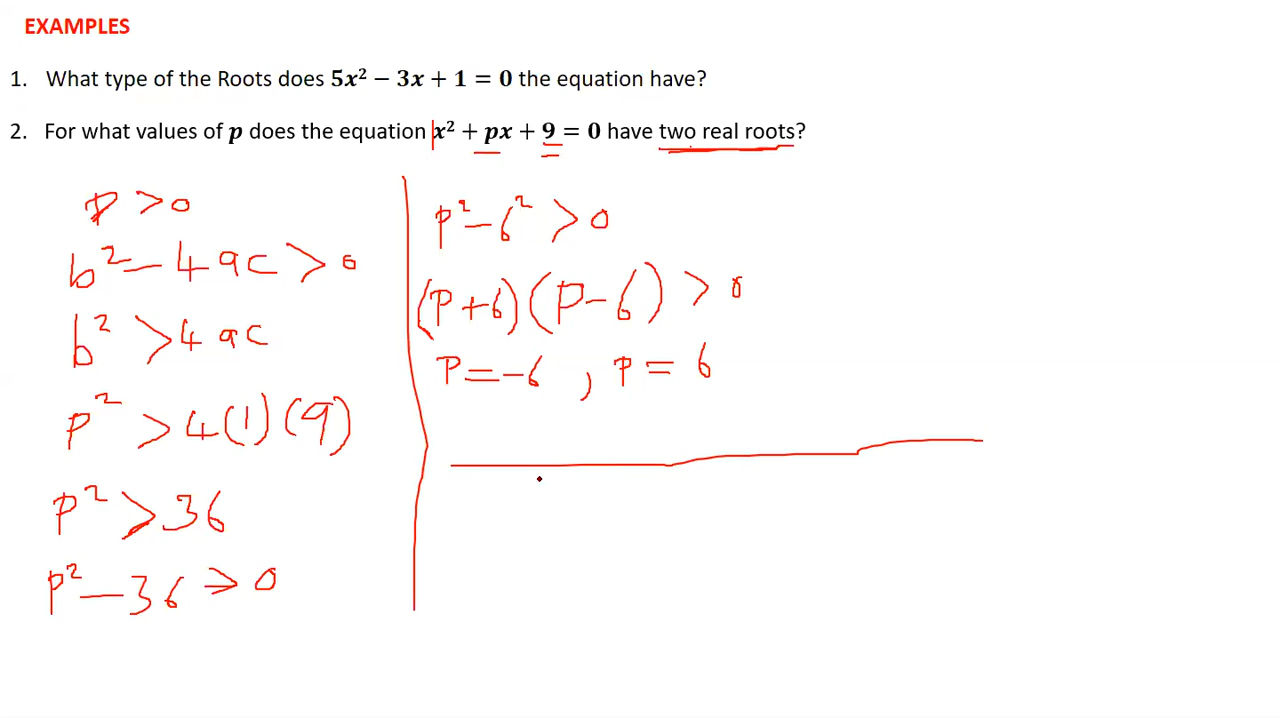 EXAMPLES
1. What type of the Roots does 5x² − 3x + 1 = 0 the equation have?
2. For what values of p does the equation x² + px + 9 = 0 have two real roots?
D > 0
b² − 4ac > 0
b² > 4ac
p² > 4(1)(9)
p² > 36
p² − 36 > 0
p² − 6² > 0
(p+6)(p−6) > 0
p = −6 , p = 6